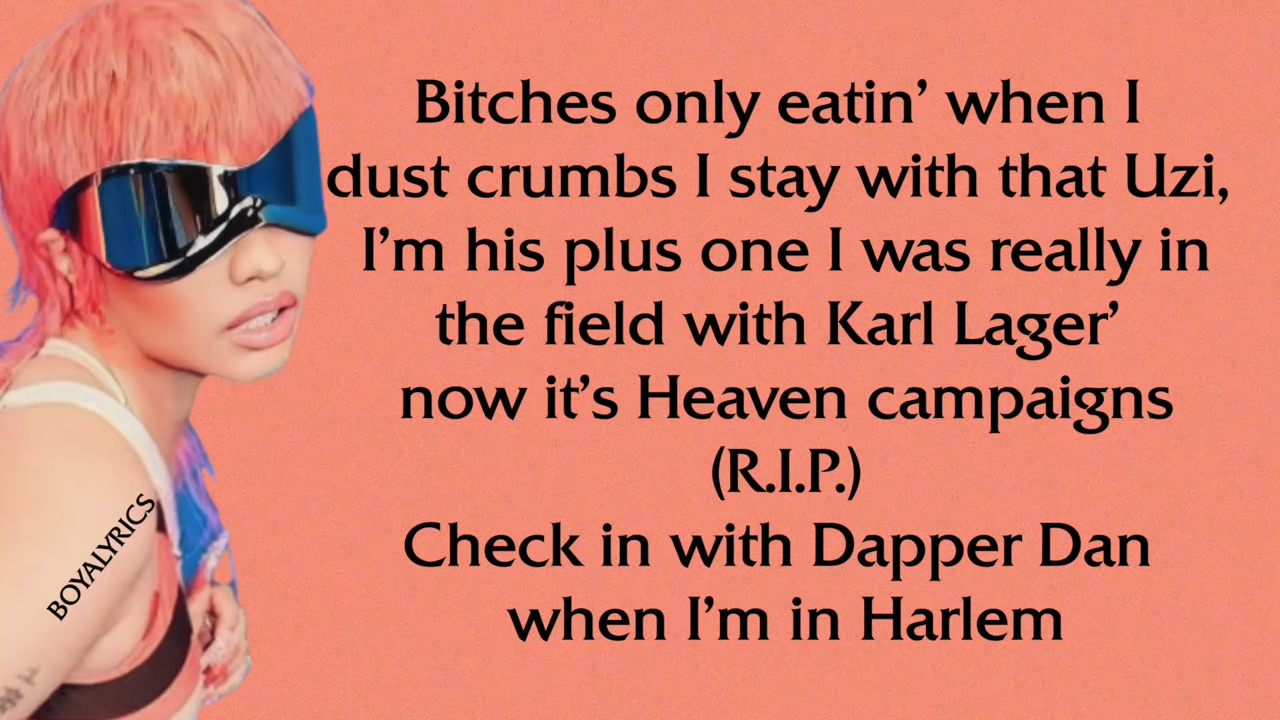 Bitches only eatin’ when I
dust crumbs I stay with that Uzi,
I’m his plus one I was really in
the field with Karl Lager’
now it’s Heaven campaigns
(R.I.P.)
Check in with Dapper Dan
when I’m in Harlem
BOYALYRICS